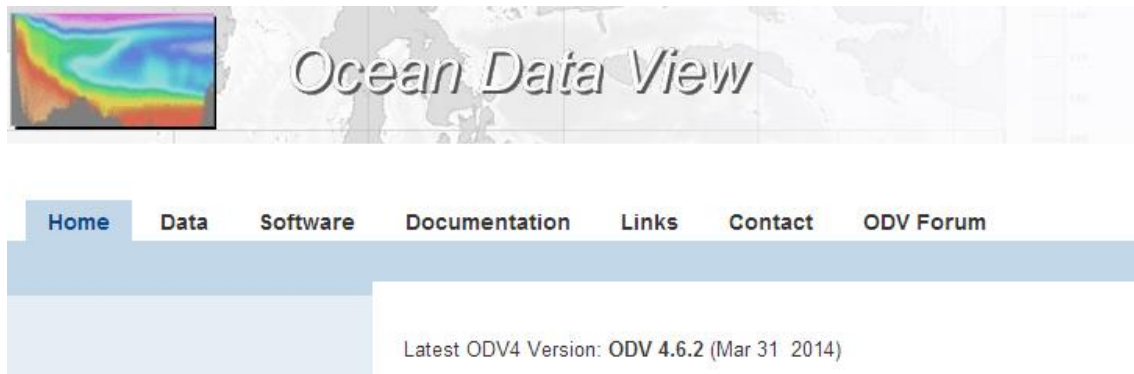 Ocean Data View
Home Data Software Documentation Links Contact ODV Forum
Latest ODV4 Version: ODV 4.6.2 (Mar 31 2014)